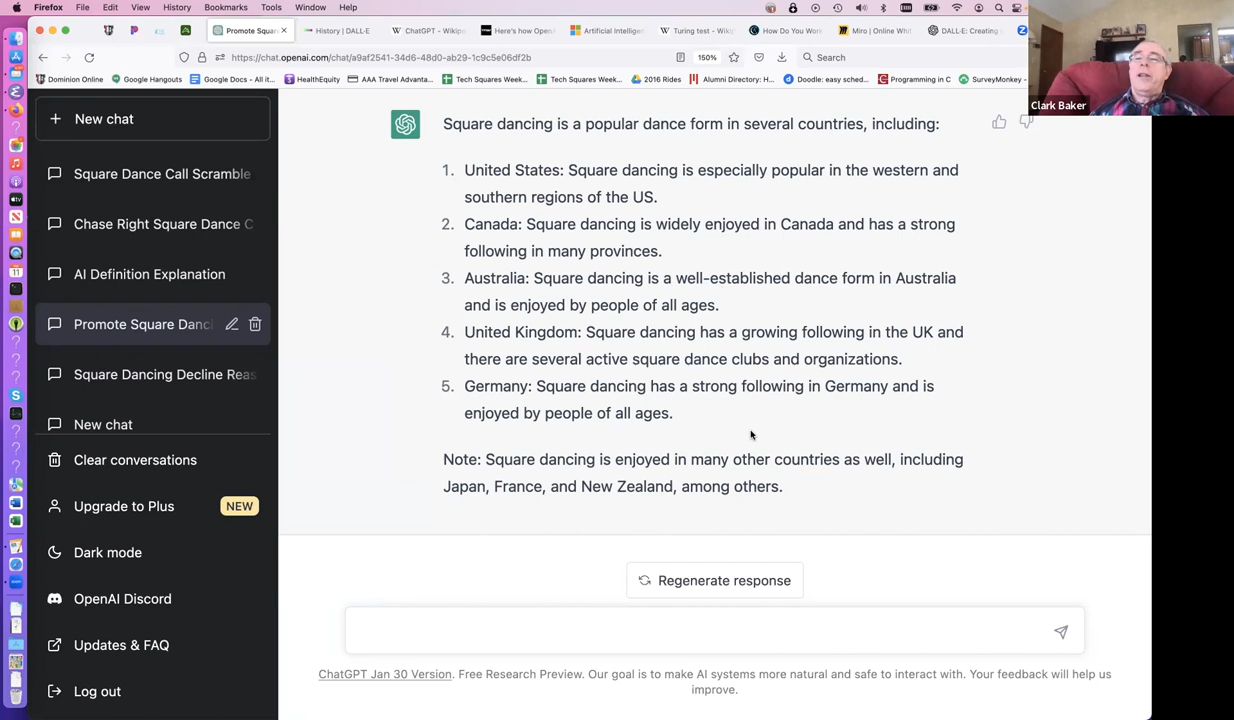 Firefox File Edit View History Bookmarks Tools Window Help
Promote Squar
History | DALL-E
ChatGPT - Wikipe
Here's how OpenA
Artificial Intelligenc
Turing test - Wiki
How Do You Work
Miro | Online Whit
DALL·E: Creating
https://chat.openai.com/chat/a9af2541-34d6-48d0-ab29-1c9c5e06df2b
150%
Search
Dominion Online
Google Hangouts
Google Docs - All it...
HealthEquity
AAA Travel Advanta...
Tech Squares Week...
Tech Squares Week...
2016 Rides
Alumni Directory: H...
Doodle: easy sched...
Programming in C
SurveyMonkey
Clark Baker
+ New chat
Square Dance Call Scramble
Chase Right Square Dance C
AI Definition Explanation
Promote Square Danci
Square Dancing Decline Reas
New chat
Clear conversations
Upgrade to Plus NEW
Dark mode
OpenAI Discord
Updates & FAQ
Log out
Square dancing is a popular dance form in several countries, including:
1. United States: Square dancing is especially popular in the western and
southern regions of the US.
2. Canada: Square dancing is widely enjoyed in Canada and has a strong
following in many provinces.
3. Australia: Square dancing is a well-established dance form in Australia
and is enjoyed by people of all ages.
4. United Kingdom: Square dancing has a growing following in the UK and
there are several active square dance clubs and organizations.
5. Germany: Square dancing has a strong following in Germany and is
enjoyed by people of all ages.
Note: Square dancing is enjoyed in many other countries as well, including
Japan, France, and New Zealand, among others.
Regenerate response
ChatGPT Jan 30 Version. Free Research Preview. Our goal is to make AI systems more natural and safe to interact with. Your feedback will help us
improve.